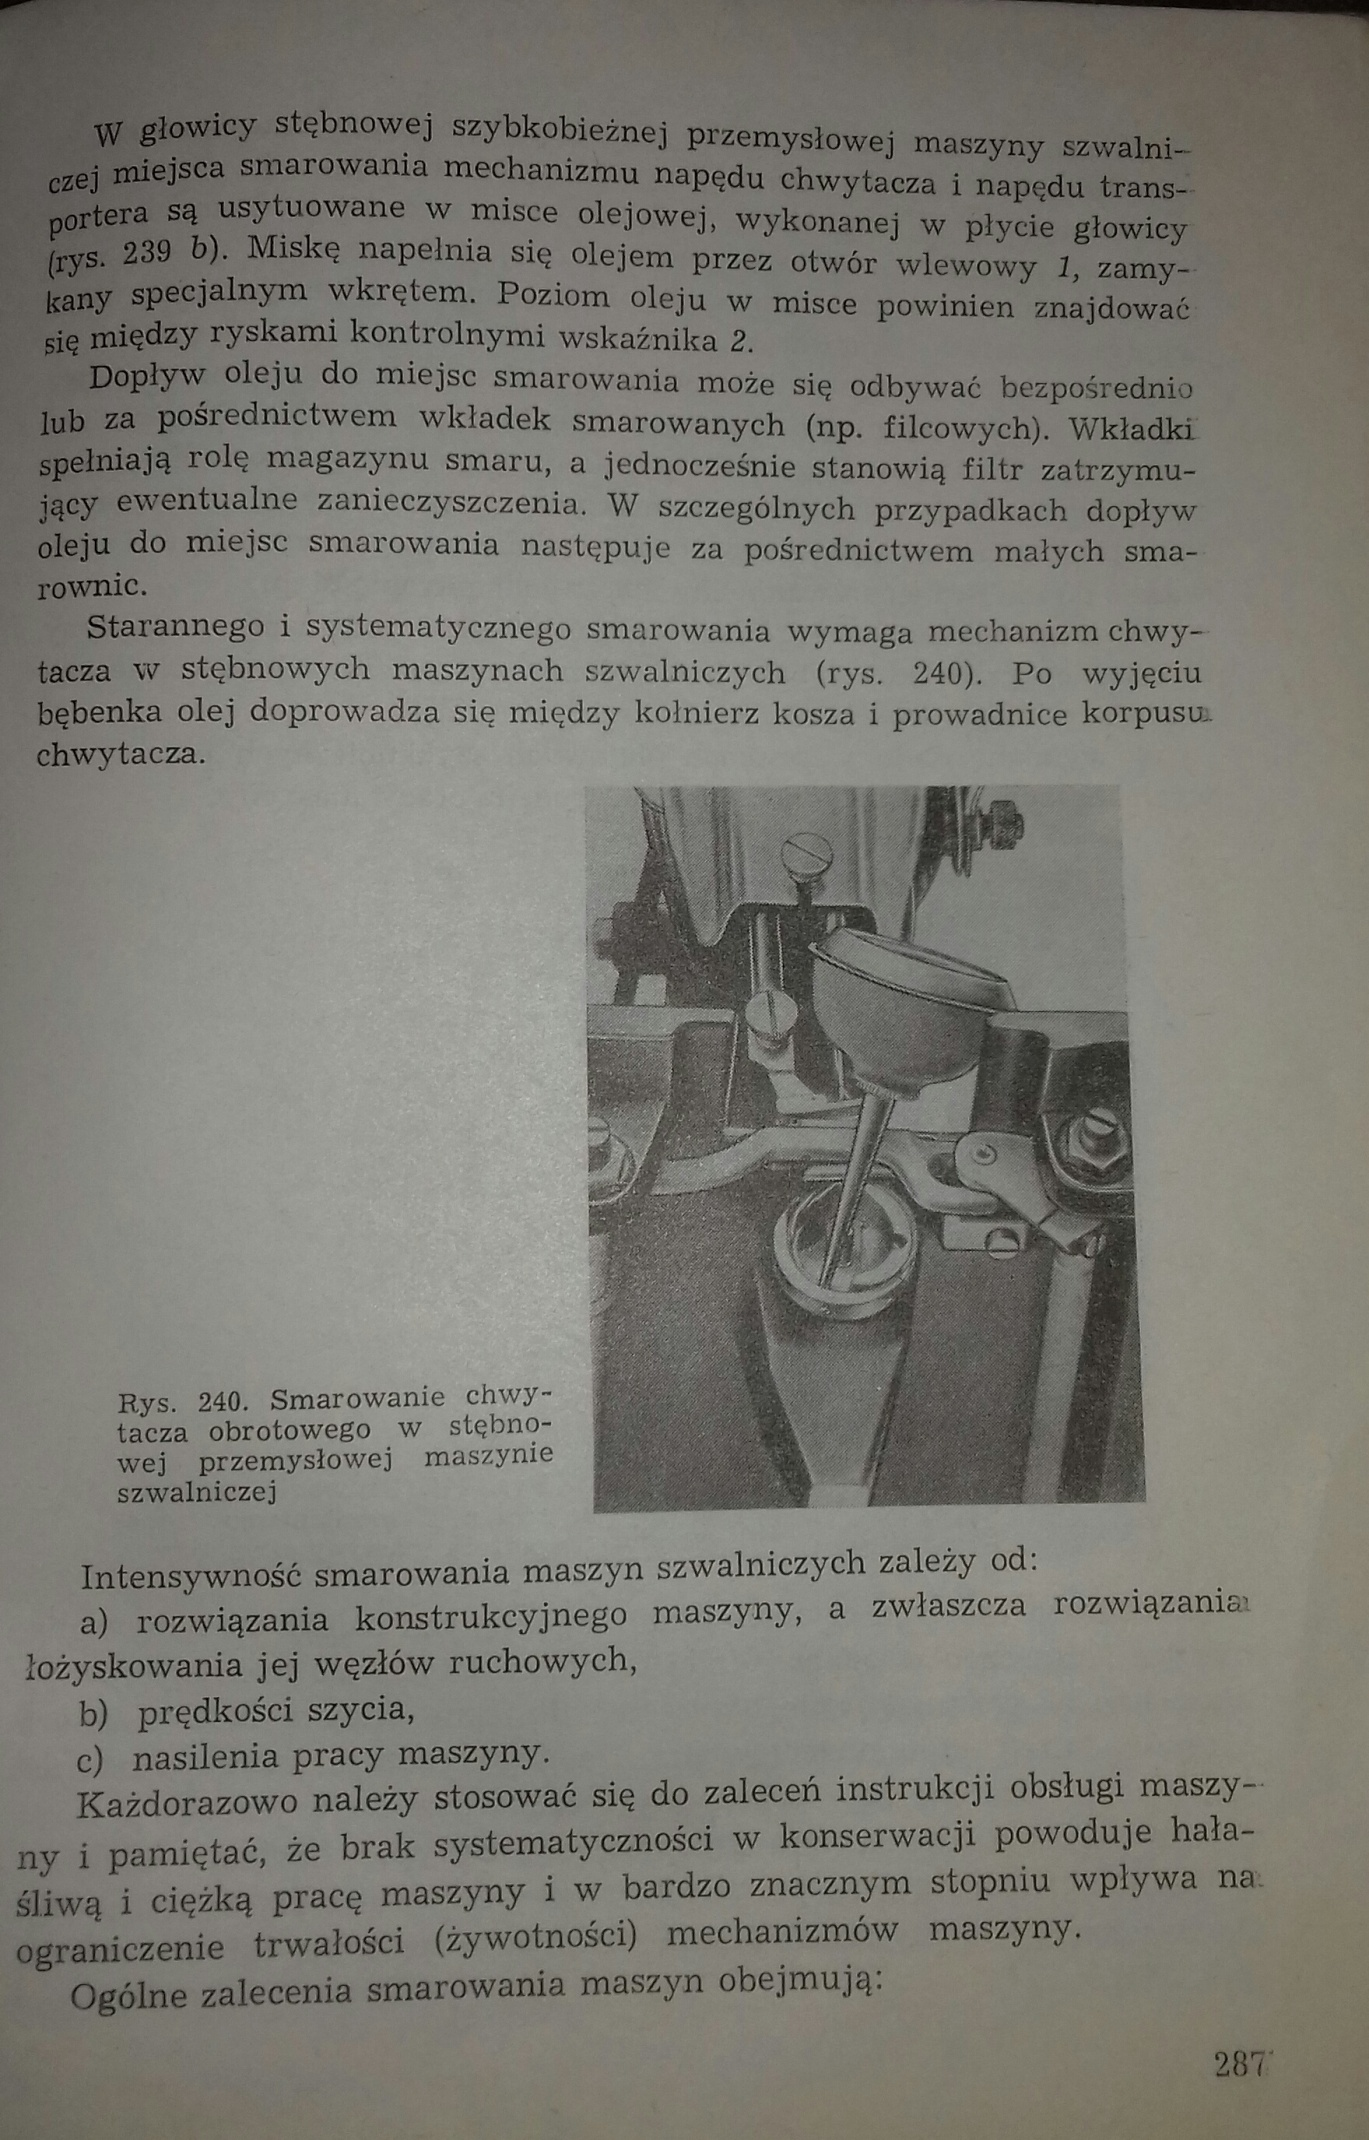 W głowicy stębnowej szybkobieżnej przemysłowej maszyny szwalni-
czej miejsca smarowania mechanizmu napędu chwytacza i napędu trans-
portera są usytuowane w misce olejowej, wykonanej w płycie głowicy
(rys. 239 b). Miskę napełnia się olejem przez otwór wlewowy 1, zamy-
kany specjalnym wkrętem. Poziom oleju w misce powinien znajdować
się między ryskami kontrolnymi wskaźnika 2.
Dopływ oleju do miejsc smarowania może się odbywać bezpośrednio
lub za pośrednictwem wkładek smarowanych (np. filcowych). Wkładki
spełniają rolę magazynu smaru, a jednocześnie stanowią filtr zatrzymu-
jący ewentualne zanieczyszczenia. W szczególnych przypadkach dopływ
oleju do miejsc smarowania następuje za pośrednictwem małych sma-
rownic.
Starannego i systematycznego smarowania wymaga mechanizm chwy-
tacza w stębnowych maszynach szwalniczych (rys. 240). Po wyjęciu
bębenka olej doprowadza się między kołnierz kosza i prowadnice korpusu
chwytacza.
Rys. 240. Smarowanie chwy-
tacza obrotowego w stębno-
wej przemysłowej maszynie
szwalniczej
Intensywność smarowania maszyn szwalniczych zależy od:
a) rozwiązania konstrukcyjnego maszyny, a zwłaszcza rozwiązania
łożyskowania jej węzłów ruchowych,
b) prędkości szycia,
c) nasilenia pracy maszyny.
Każdorazowo należy stosować się do zaleceń instrukcji obsługi maszy-
ny i pamiętać, że brak systematyczności w konserwacji powoduje hała-
śliwą i ciężką pracę maszyny i w bardzo znacznym stopniu wpływa na
ograniczenie trwałości (żywotności) mechanizmów maszyny.
Ogólne zalecenia smarowania maszyn obejmują:
287